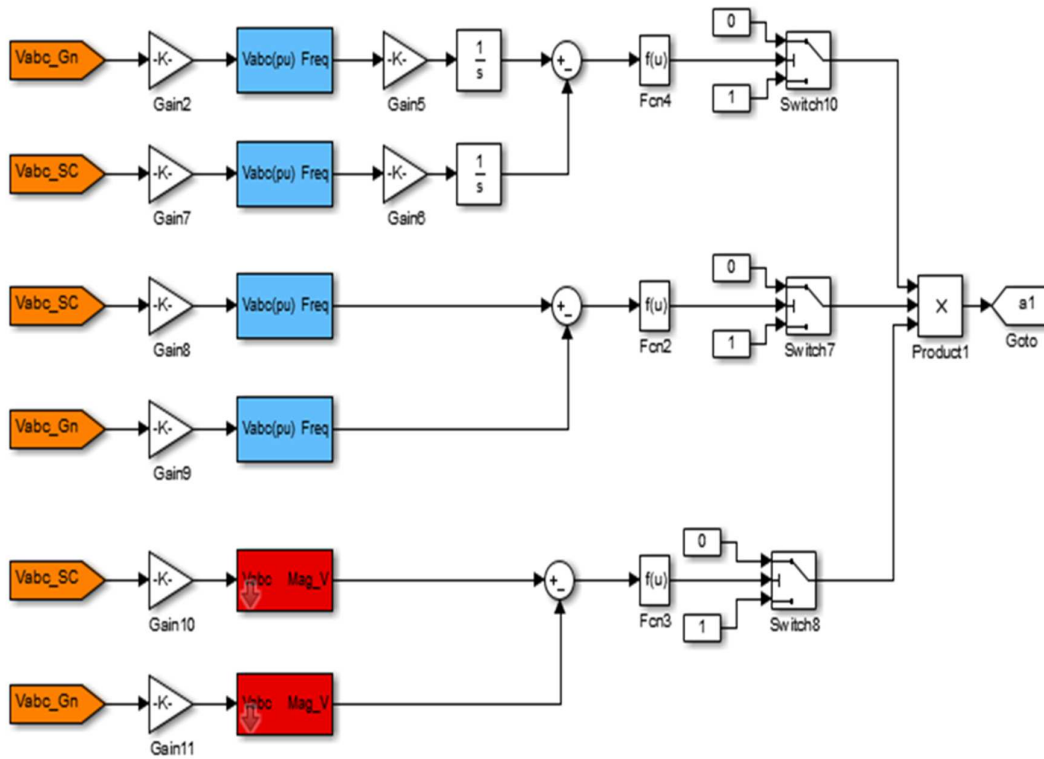 0
Vabc_Gn -K- Vabc(pu) Freq -K- 1/s +- f(u)
Gain2 Gain5 Fcn4 1 Switch10
Vabc_SC -K- Vabc(pu) Freq -K- 1/s
Gain7 Gain6
0
Vabc_SC -K- Vabc(pu) Freq +- f(u) X a1
Gain8 Fcn2 1 Switch7 Product1 Goto
Vabc_Gn -K- Vabc(pu) Freq
Gain9
0
Vabc_SC -K- Vabc Mag_V +- f(u)
Gain10 Fcn3 1 Switch8
Vabc_Gn -K- Vabc Mag_V
Gain11